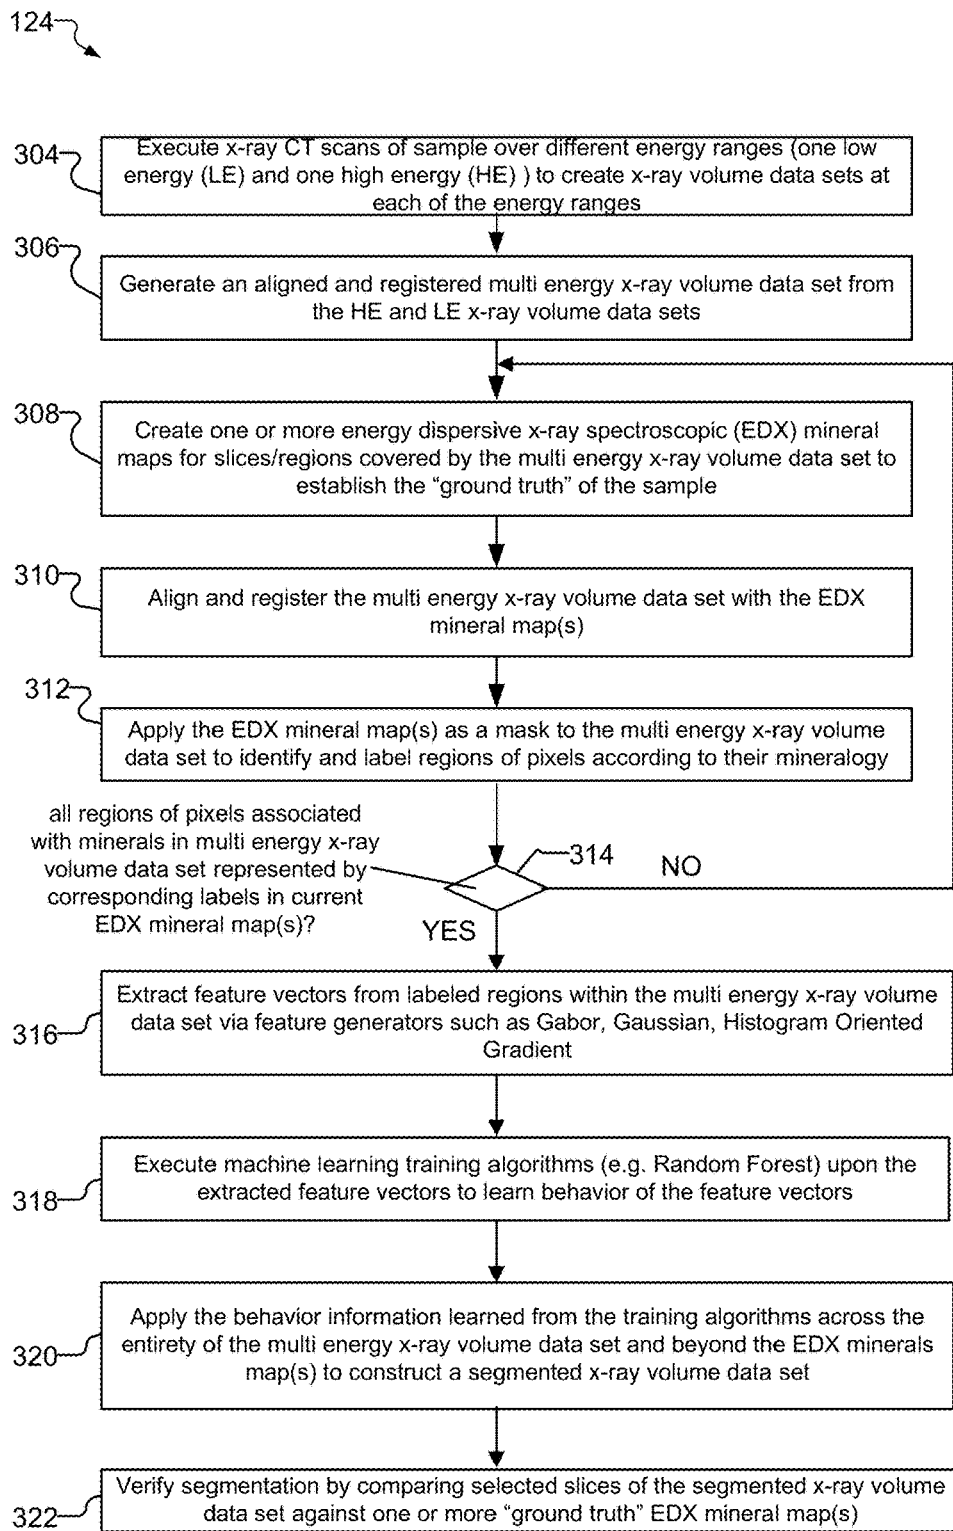 124
304
Execute x-ray CT scans of sample over different energy ranges (one low
energy (LE) and one high energy (HE) ) to create x-ray volume data sets at
each of the energy ranges
306
Generate an aligned and registered multi energy x-ray volume data set from
the HE and LE x-ray volume data sets
308
Create one or more energy dispersive x-ray spectroscopic (EDX) mineral
maps for slices/regions covered by the multi energy x-ray volume data set to
establish the “ground truth” of the sample
310
Align and register the multi energy x-ray volume data set with the EDX
mineral map(s)
312
Apply the EDX mineral map(s) as a mask to the multi energy x-ray volume
data set to identify and label regions of pixels according to their mineralogy
all regions of pixels associated
with minerals in multi energy x-ray
volume data set represented by
corresponding labels in current
EDX mineral map(s)?
314
NO
YES
316
Extract feature vectors from labeled regions within the multi energy x-ray volume
data set via feature generators such as Gabor, Gaussian, Histogram Oriented
Gradient
318
Execute machine learning training algorithms (e.g. Random Forest) upon the
extracted feature vectors to learn behavior of the feature vectors
320
Apply the behavior information learned from the training algorithms across the
entirety of the multi energy x-ray volume data set and beyond the EDX minerals
map(s) to construct a segmented x-ray volume data set
322
Verify segmentation by comparing selected slices of the segmented x-ray volume
data set against one or more “ground truth” EDX mineral map(s)